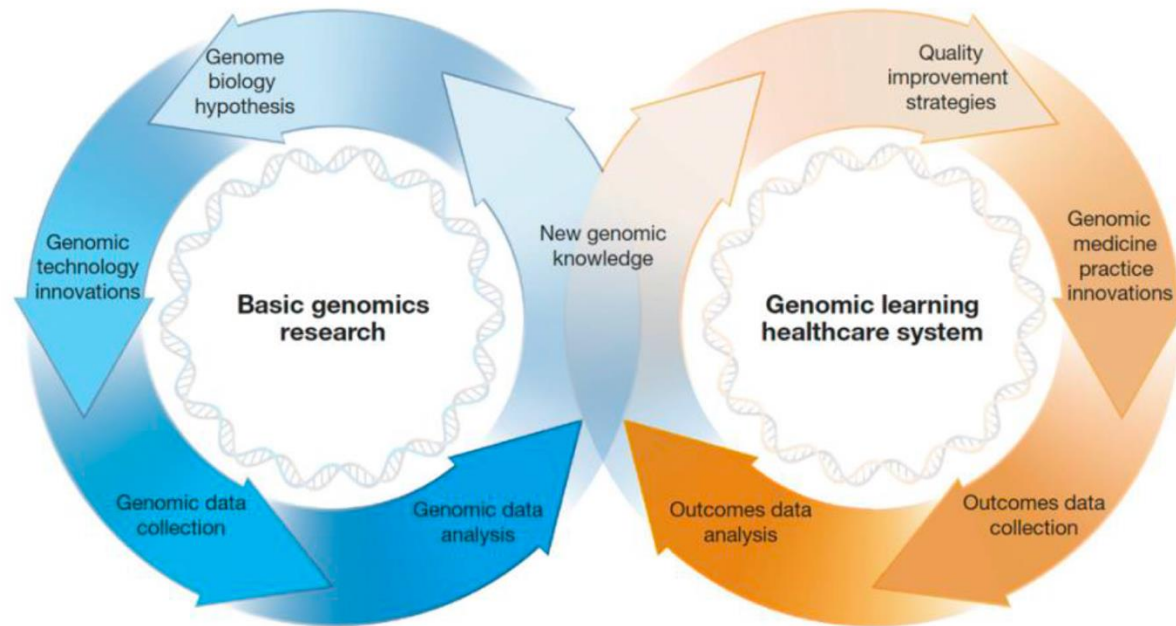 Genome
biology
hypothesis
Genomic
technology
innovations
Basic genomics
research
Genomic data
collection
Genomic data
analysis
New genomic
knowledge
Quality
improvement
strategies
Genomic
medicine
practice
innovations
Genomic learning
healthcare system
Outcomes data
analysis
Outcomes data
collection